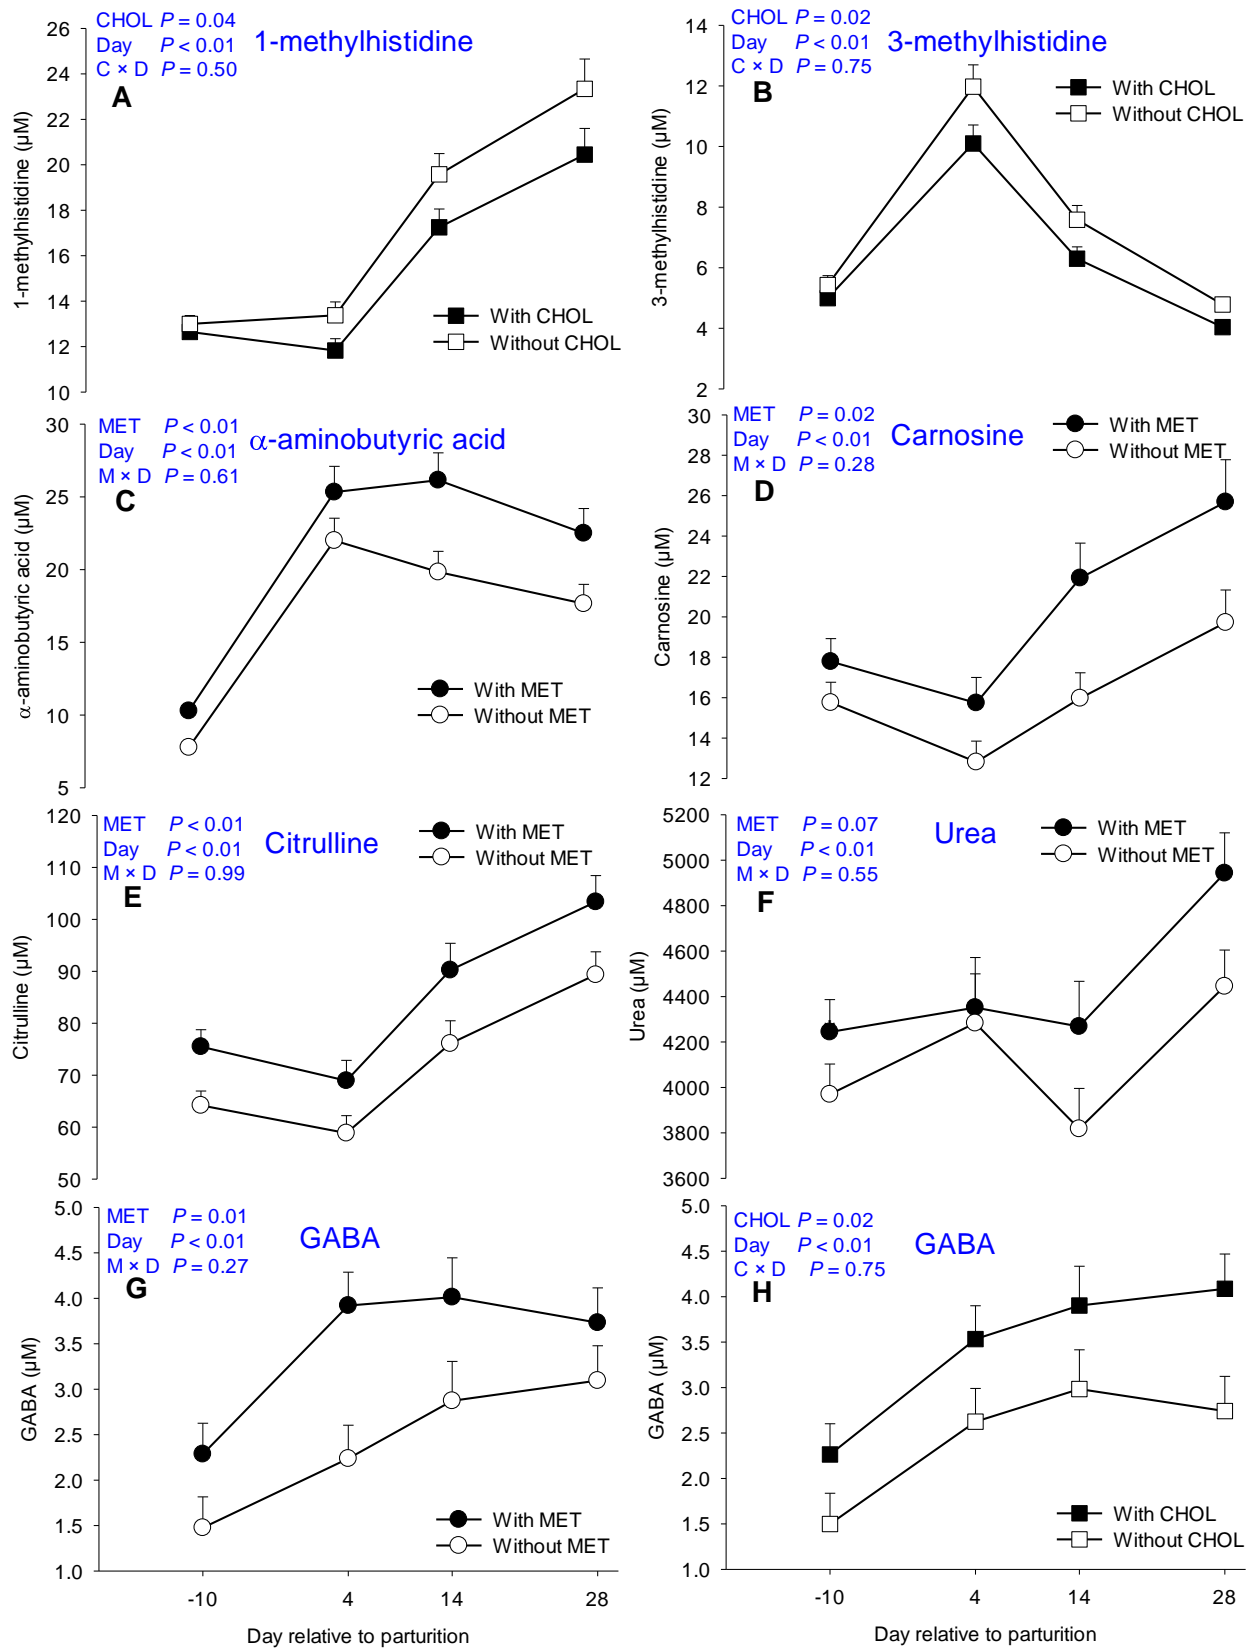 CHOL P = 0.04
Day P < 0.01
C × D P = 0.50
1-methylhistidine
A
1-methylhistidine (µM)
26
24
22
20
18
16
14
12
10
With CHOL
Without CHOL
CHOL P = 0.02
Day P < 0.01
C × D P = 0.75
3-methylhistidine
B
3-methylhistidine (µM)
14
12
10
8
6
4
2
With CHOL
Without CHOL
MET P < 0.01
Day P < 0.01
M × D P = 0.61
α-aminobutyric acid
C
α-aminobutyric acid (µM)
30
25
20
15
10
5
With MET
Without MET
MET P = 0.02
Day P < 0.01
M × D P = 0.28
Carnosine
D
Carnosine (µM)
30
28
26
24
22
20
18
16
14
12
With MET
Without MET
MET P < 0.01
Day P < 0.01
M × D P = 0.99
Citrulline
E
Citrulline (µM)
120
110
100
90
80
70
60
50
With MET
Without MET
MET P = 0.07
Day P < 0.01
M × D P = 0.55
Urea
F
Urea (µM)
5200
5000
4800
4600
4400
4200
4000
3800
3600
With MET
Without MET
MET P = 0.01
Day P < 0.01
M × D P = 0.27
GABA
G
GABA (µM)
5.0
4.5
4.0
3.5
3.0
2.5
2.0
1.5
1.0
With MET
Without MET
-10 4 14 28
Day relative to parturition
CHOL P = 0.02
Day P < 0.01
C × D P = 0.75
GABA
H
GABA (µM)
5.0
4.5
4.0
3.5
3.0
2.5
2.0
1.5
1.0
With CHOL
Without CHOL
-10 4 14 28
Day relative to parturition